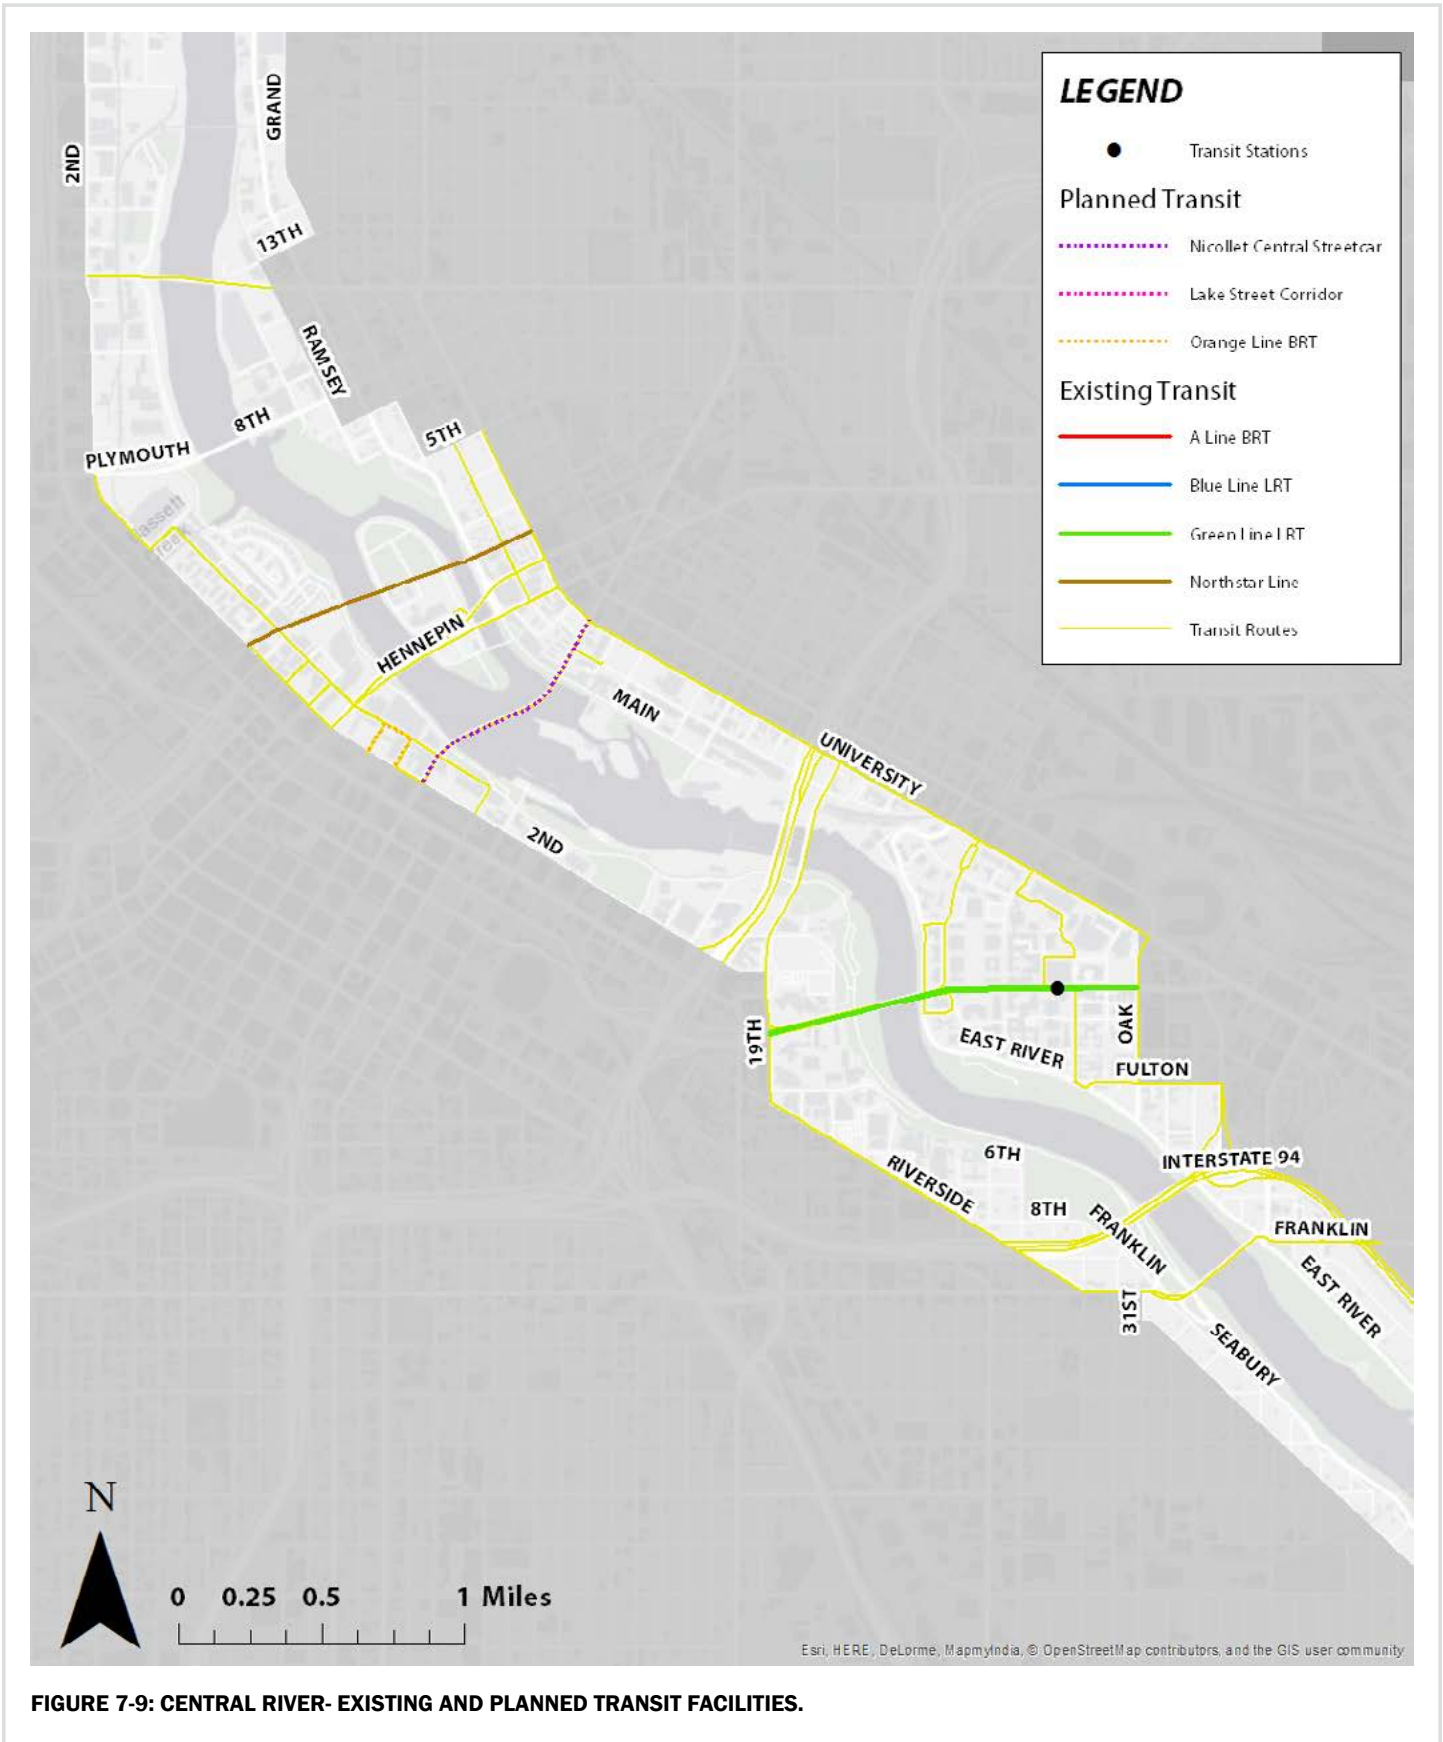 LEGEND
Transit Stations
Planned Transit
Nicollet Central Streetcar
Lake Street Corridor
Orange Line BRT
Existing Transit
A Line BRT
Blue Line LRT
Green Line LRT
Northstar Line
Transit Routes
GRAND
2ND
13TH
RAMSEY
8TH
5TH
PLYMOUTH
HENNEPIN
MAIN
UNIVERSITY
2ND
19TH
OAK
EAST RIVER
FULTON
6TH
INTERSTATE 94
RIVERSIDE
8TH
FRANKLIN
FRANKLIN
EAST RIVER
31ST
SEABURY
N
0 0.25 0.5 1 Miles
Esri, HERE, DeLorme, MapmyIndia, © OpenStreetMap contributors, and the GIS user community
FIGURE 7-9: CENTRAL RIVER- EXISTING AND PLANNED TRANSIT FACILITIES.